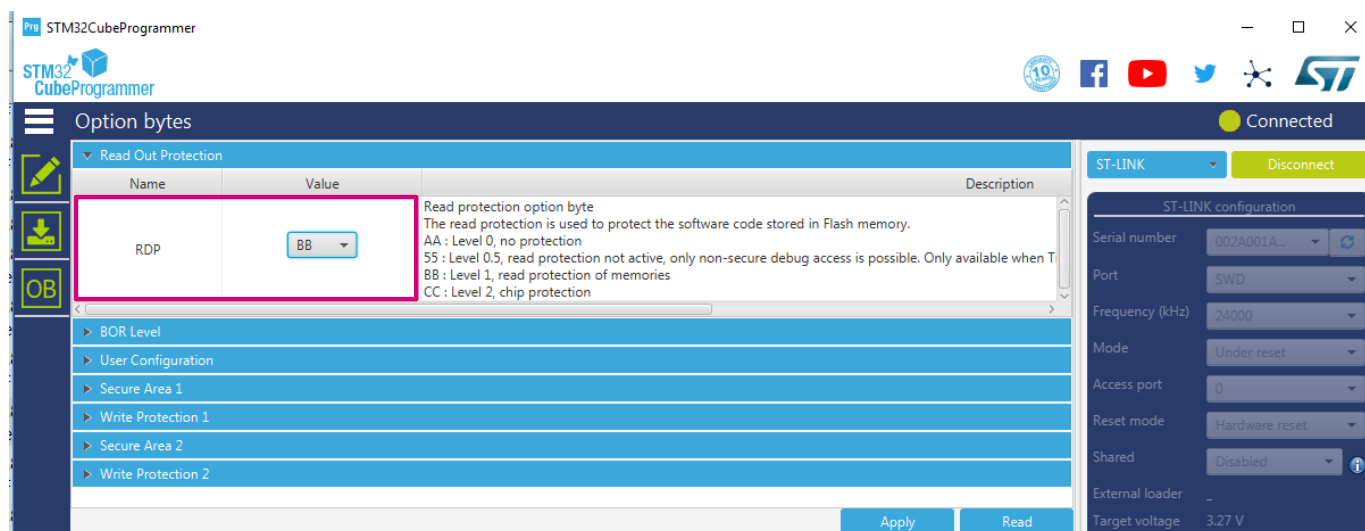 Prg STM32CubeProgrammer
STM32
CubeProgrammer
10 YEARS
Option bytes
Connected
Read Out Protection
Name Value Description
RDP BB
Read protection option byte
The read protection is used to protect the software code stored in Flash memory.
AA : Level 0, no protection
55 : Level 0.5, read protection not active, only non-secure debug access is possible. Only available when T
BB : Level 1, read protection of memories
CC : Level 2, chip protection
OB
BOR Level
User Configuration
Secure Area 1
Write Protection 1
Secure Area 2
Write Protection 2
Apply Read
ST-LINK Disconnect
ST-LINK configuration
Serial number 002A001A...
Port SWD
Frequency (kHz) 24000
Mode Under reset
Access port 0
Reset mode Hardware reset
Shared Disabled
External loader _
Target voltage 3.27 V